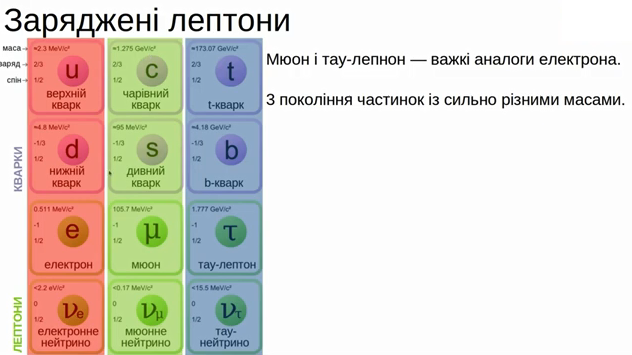 Заряджені лептони
маса → ≈2.3 MeV/c² ≈1.275 GeV/c² ≈173.07 GeV/c²
заряд → 2/3 2/3 2/3
спін → 1/2 1/2 1/2
u c t
верхній кварк
чарівний кварк
t-кварк
≈4.8 MeV/c² ≈95 MeV/c² ≈4.18 GeV/c²
-1/3 -1/3 -1/3
1/2 1/2 1/2
d s b
нижній кварк
дивний кварк
b-кварк
КВАРКИ
0.511 MeV/c² 105.7 MeV/c² 1.777 GeV/c²
-1 -1 -1
1/2 1/2 1/2
e μ τ
електрон мюон тау-лептон
<2.2 eV/c² <0.17 MeV/c² <15.5 MeV/c²
0 0 0
1/2 1/2 1/2
νe νμ ντ
електронне нейтрино
мюонне нейтрино
тау-нейтрино
ЛЕПТОНИ
Мюон і тау-лепнон — важкі аналоги електрона.
3 покоління частинок із сильно різними масами.